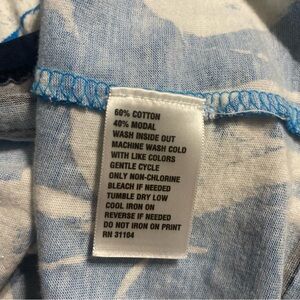 60% COTTON
40% MODAL
WASH INSIDE OUT
MACHINE WASH COLD
WITH LIKE COLORS
GENTLE CYCLE
ONLY NON-CHLORINE
BLEACH IF NEEDED
TUMBLE DRY LOW
COOL IRON ON
REVERSE IF NEEDED
DO NOT IRON ON PRINT
RN 31104